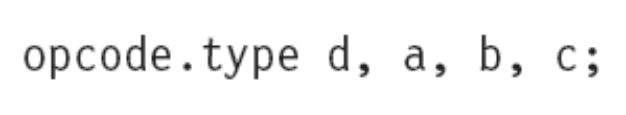 opcode.type d, a, b, c;